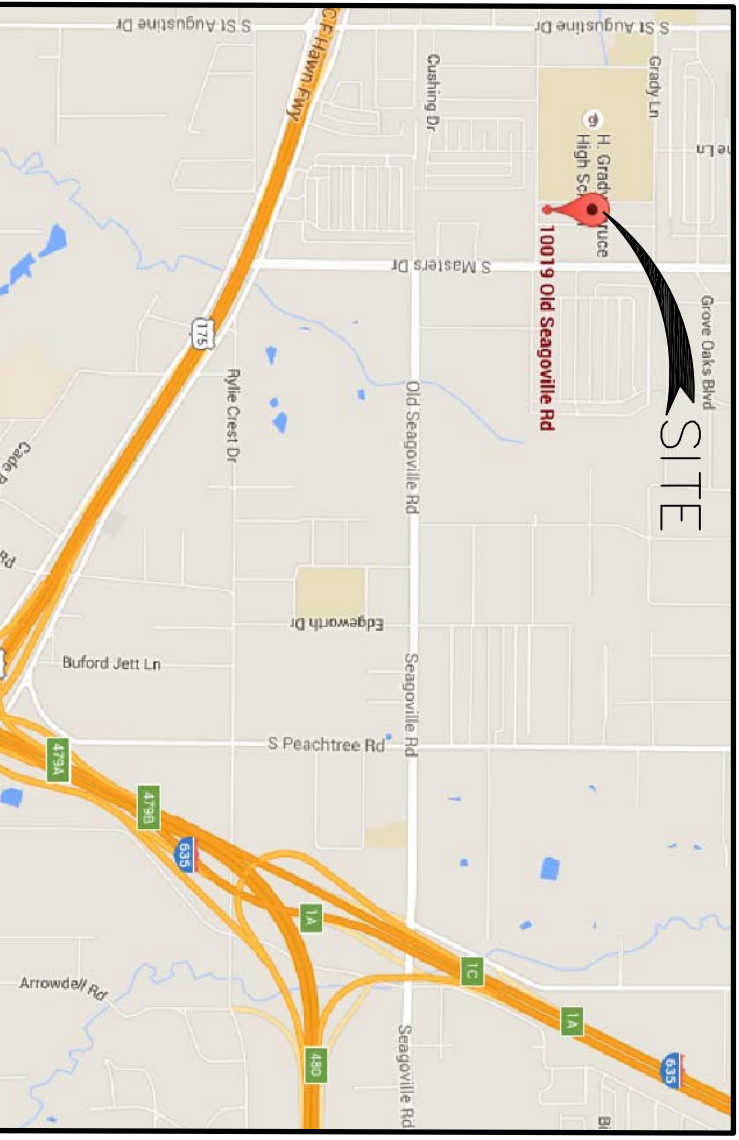 Grove Oaks Blvd
SITE
635
S St Augustine Dr
Grady Ln
H. Grady
High
1A
10019 Old Seagoville Rd
1C
S Masters Dr
Cushing Dr
Old Seagoville Rd
Seagoville Rd
Seagoville Rd
Edgeworth Dr
S Peachtree Rd
C F Hawn Fwy
1A
480
Rylie Crest Dr
175
635
S St Augustine Dr
479B
Buford Jett Ln
479A
Arrowdell Rd
Cade
Rd